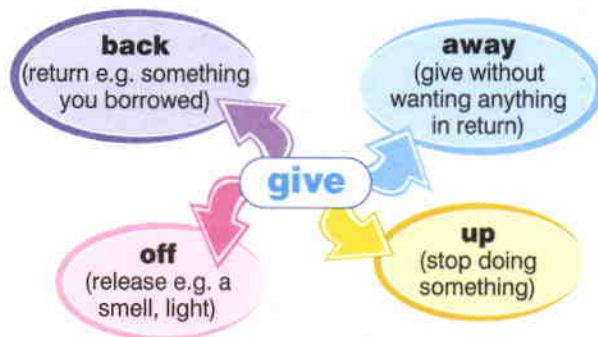 back
(return e.g. something
you borrowed)
away
(give without
wanting anything
in return)
give
off
(release e.g. a
smell, light)
up
(stop doing
something)